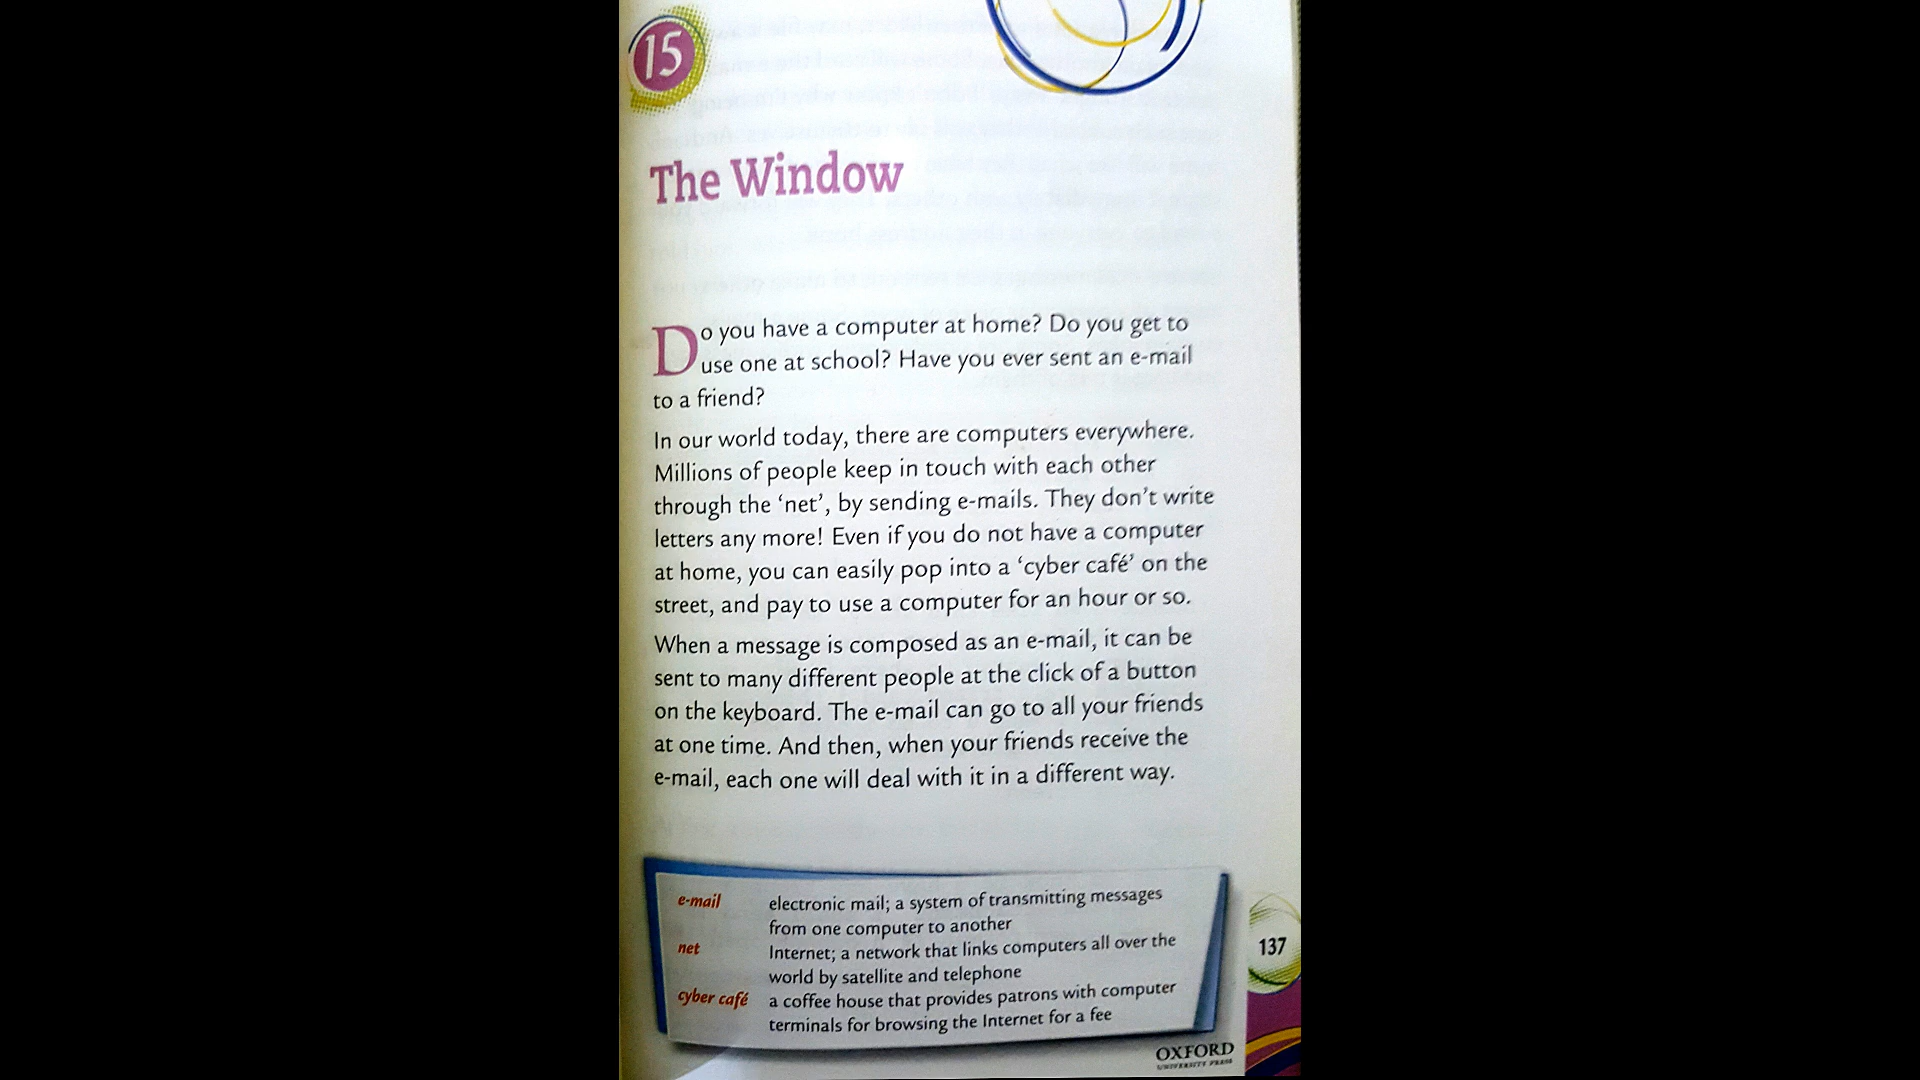 15
The Window
Do you have a computer at home? Do you get to
use one at school? Have you ever sent an e-mail
to a friend?
In our world today, there are computers everywhere.
Millions of people keep in touch with each other
through the ‘net’, by sending e-mails. They don’t write
letters any more! Even if you do not have a computer
at home, you can easily pop into a ‘cyber café’ on the
street, and pay to use a computer for an hour or so.
When a message is composed as an e-mail, it can be
sent to many different people at the click of a button
on the keyboard. The e-mail can go to all your friends
at one time. And then, when your friends receive the
e-mail, each one will deal with it in a different way.
e-mail electronic mail; a system of transmitting messages
from one computer to another
net Internet; a network that links computers all over the
world by satellite and telephone
cyber café a coffee house that provides patrons with computer
terminals for browsing the Internet for a fee
137
OXFORD
UNIVERSITY PRESS